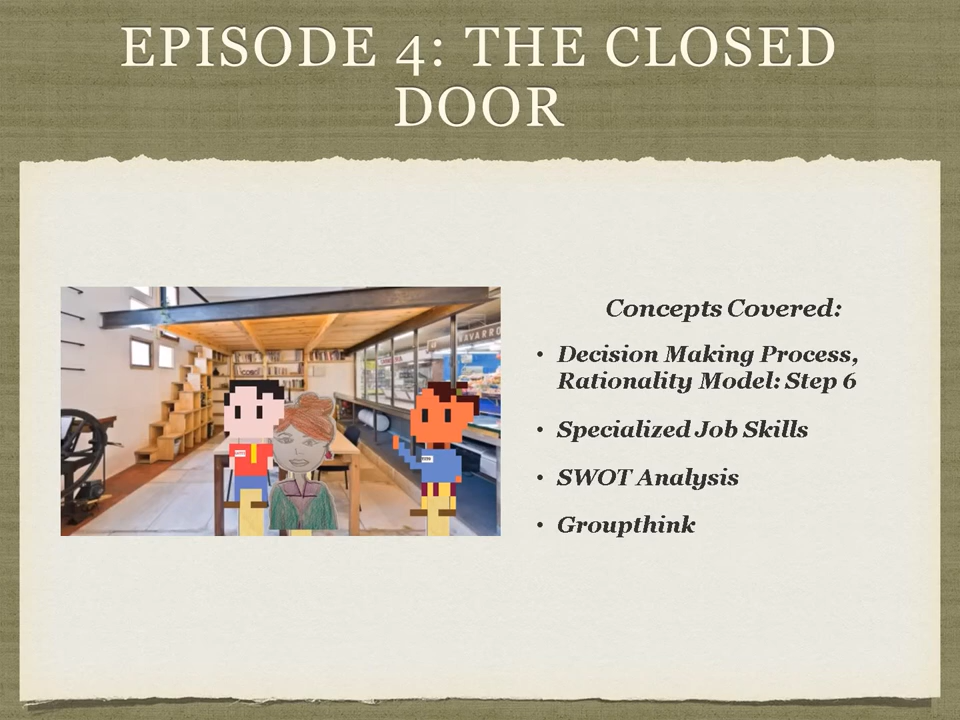 EPISODE 4: THE CLOSED
DOOR
NAVARRO
Concepts Covered:
• Decision Making Process,
Rationality Model: Step 6
• Specialized Job Skills
• SWOT Analysis
• Groupthink